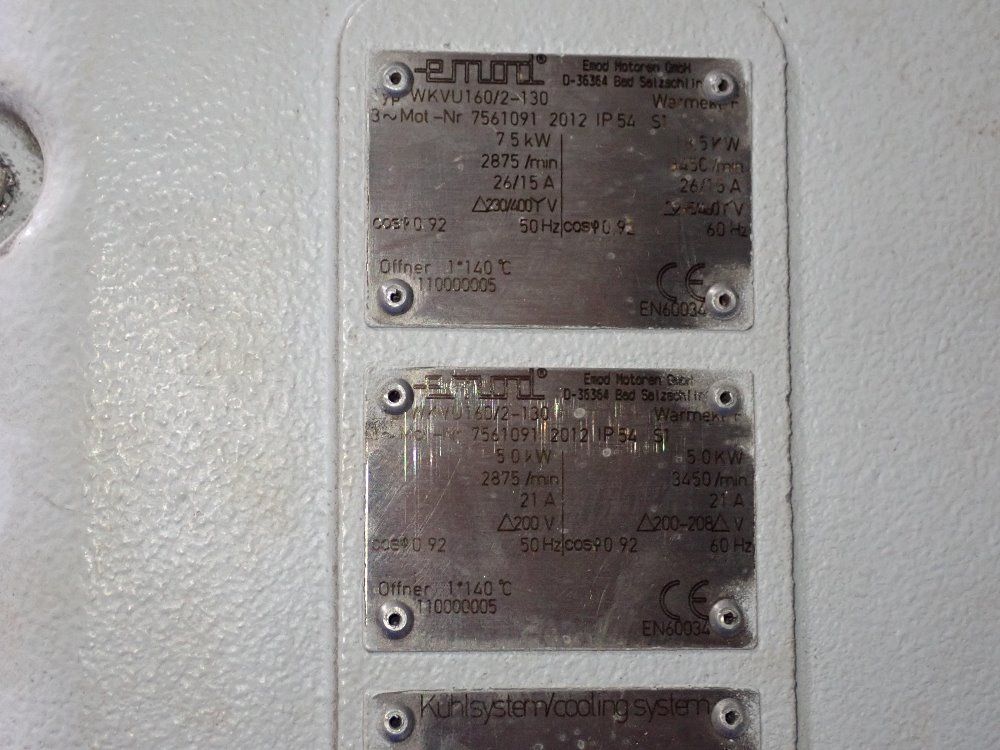 emod®
Emod Motoren GmbH
D-36364 Bad Salzschlirf
Typ WKVU160/2-130 Wärmekl. F
3~Mot-Nr 7561091 2012 IP 54 S1
7.5 kW
2875 /min
26/15 A 26/15 A
△230/400Y V
cosφ 0.92 50 Hz cosφ 0.92 60 Hz
Öffner 1*140 °C
110000005
CE
EN60034
emod®
Emod Motoren GmbH
D-36364 Bad Salzschlirf
WKVU160/2-130 Wärmekl. F
3~Mot-Nr 7561091 2012 IP 54 S1
5.0 kW 5.0 KW
2875 /min 3450 /min
21 A 21 A
△200 V △200-208△ V
cosφ 0.92 50 Hz cosφ 0.92 60 Hz
Öffner 1*140 °C
110000005
CE
EN60034
Kühlsystem/cooling system